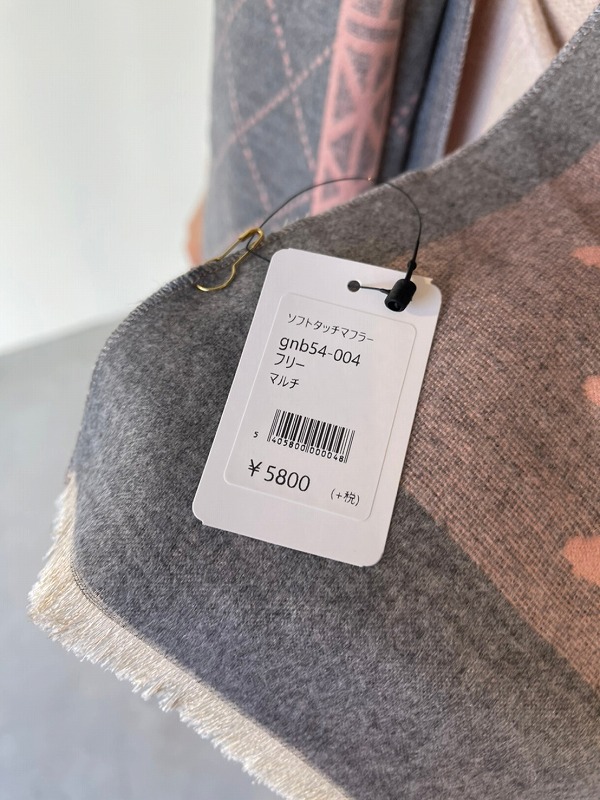 ソフトタッチマフラー
gnb54-004
フリー
マルチ
5 405800 000048
￥5800 (+税)